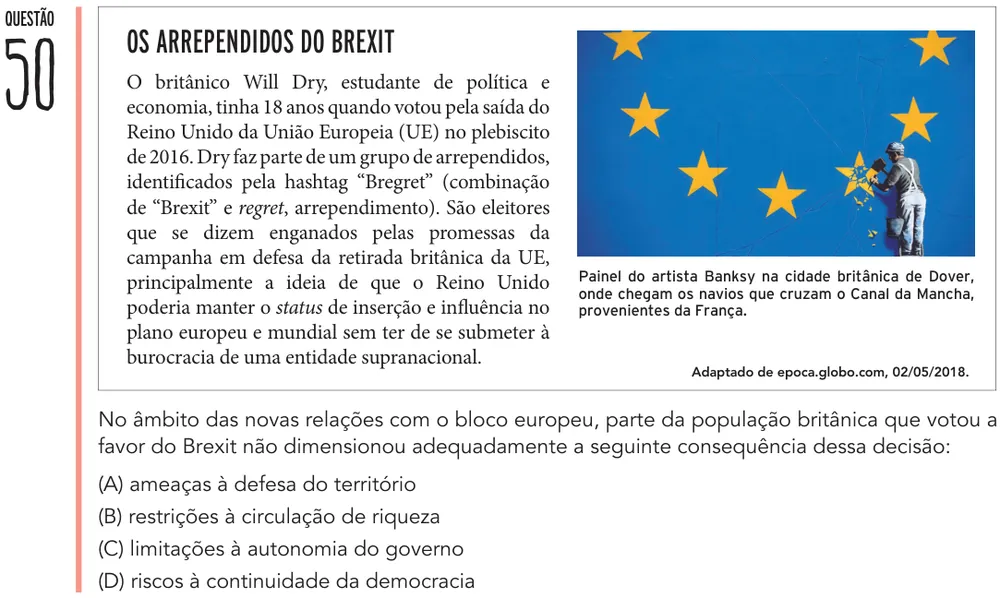 QUESTÃO
50
OS ARREPENDIDOS DO BREXIT
O britânico Will Dry, estudante de política e
economia, tinha 18 anos quando votou pela saída do
Reino Unido da União Europeia (UE) no plebiscito
de 2016. Dry faz parte de um grupo de arrependidos,
identificados pela hashtag “Bregret” (combinação
de “Brexit” e regret, arrependimento). São eleitores
que se dizem enganados pelas promessas da
campanha em defesa da retirada britânica da UE,
principalmente a ideia de que o Reino Unido
poderia manter o status de inserção e influência no
plano europeu e mundial sem ter de se submeter à
burocracia de uma entidade supranacional.
Painel do artista Banksy na cidade britânica de Dover,
onde chegam os navios que cruzam o Canal da Mancha,
provenientes da França.
Adaptado de epoca.globo.com, 02/05/2018.
No âmbito das novas relações com o bloco europeu, parte da população britânica que votou a
favor do Brexit não dimensionou adequadamente a seguinte consequência dessa decisão:
(A) ameaças à defesa do território
(B) restrições à circulação de riqueza
(C) limitações à autonomia do governo
(D) riscos à continuidade da democracia